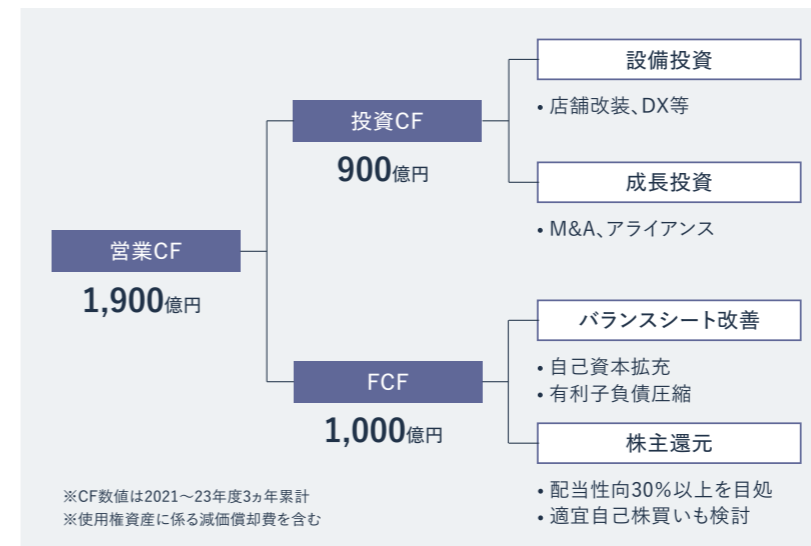 営業CF
1,900億円
投資CF
900億円
設備投資
• 店舗改装、DX等
成長投資
• M&A、アライアンス
FCF
1,000億円
バランスシート改善
• 自己資本拡充
• 有利子負債圧縮
株主還元
• 配当性向30%以上を目処
• 適宜自己株買いも検討
※CF数値は2021～23年度3ヵ年累計
※使用権資産に係る減価償却費を含む